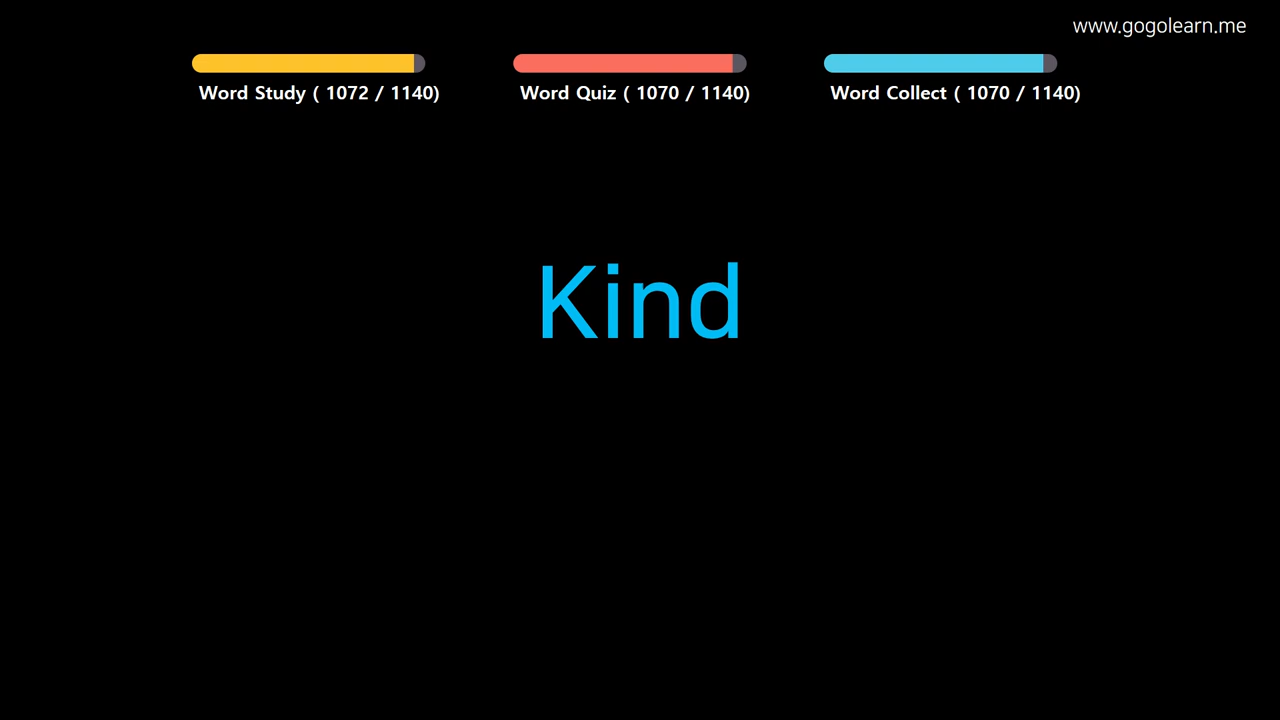 www.gogolearn.me
Word Study ( 1072 / 1140)
Word Quiz ( 1070 / 1140)
Word Collect ( 1070 / 1140)
Kind